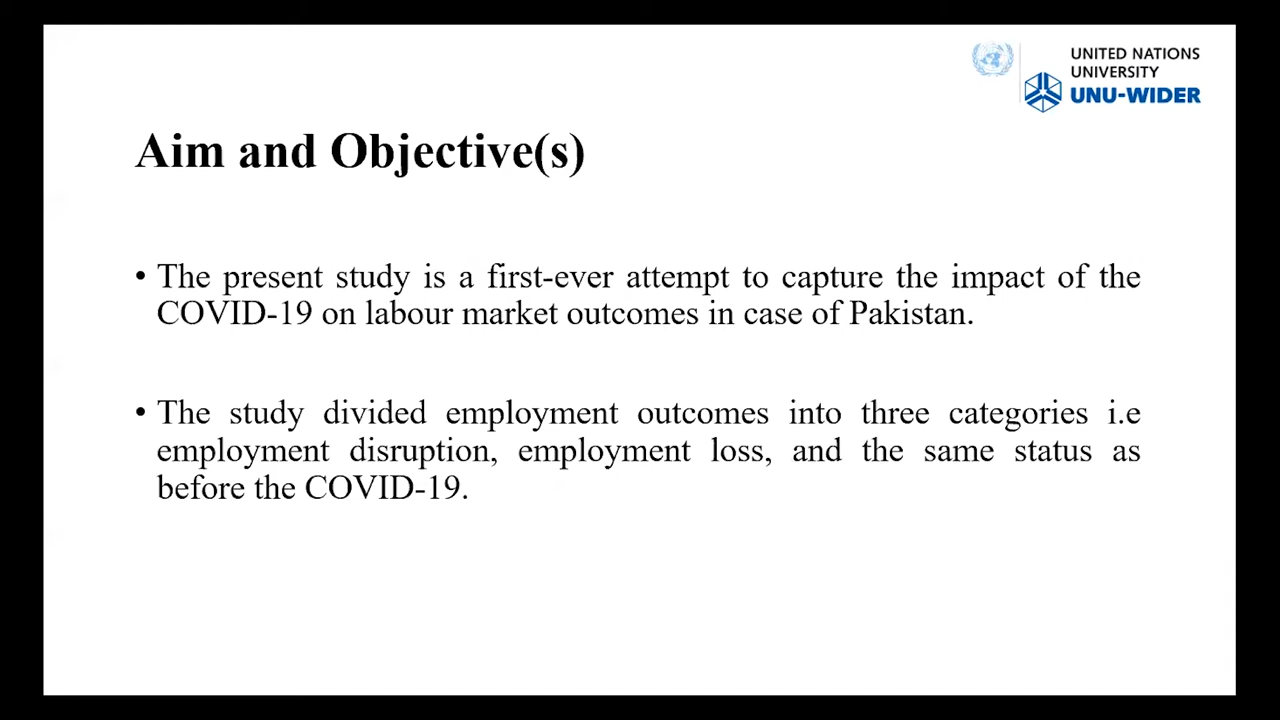 UNITED NATIONS
UNIVERSITY
UNU-WIDER
Aim and Objective(s)
• The present study is a first-ever attempt to capture the impact of the
COVID-19 on labour market outcomes in case of Pakistan.
• The study divided employment outcomes into three categories i.e
employment disruption, employment loss, and the same status as
before the COVID-19.